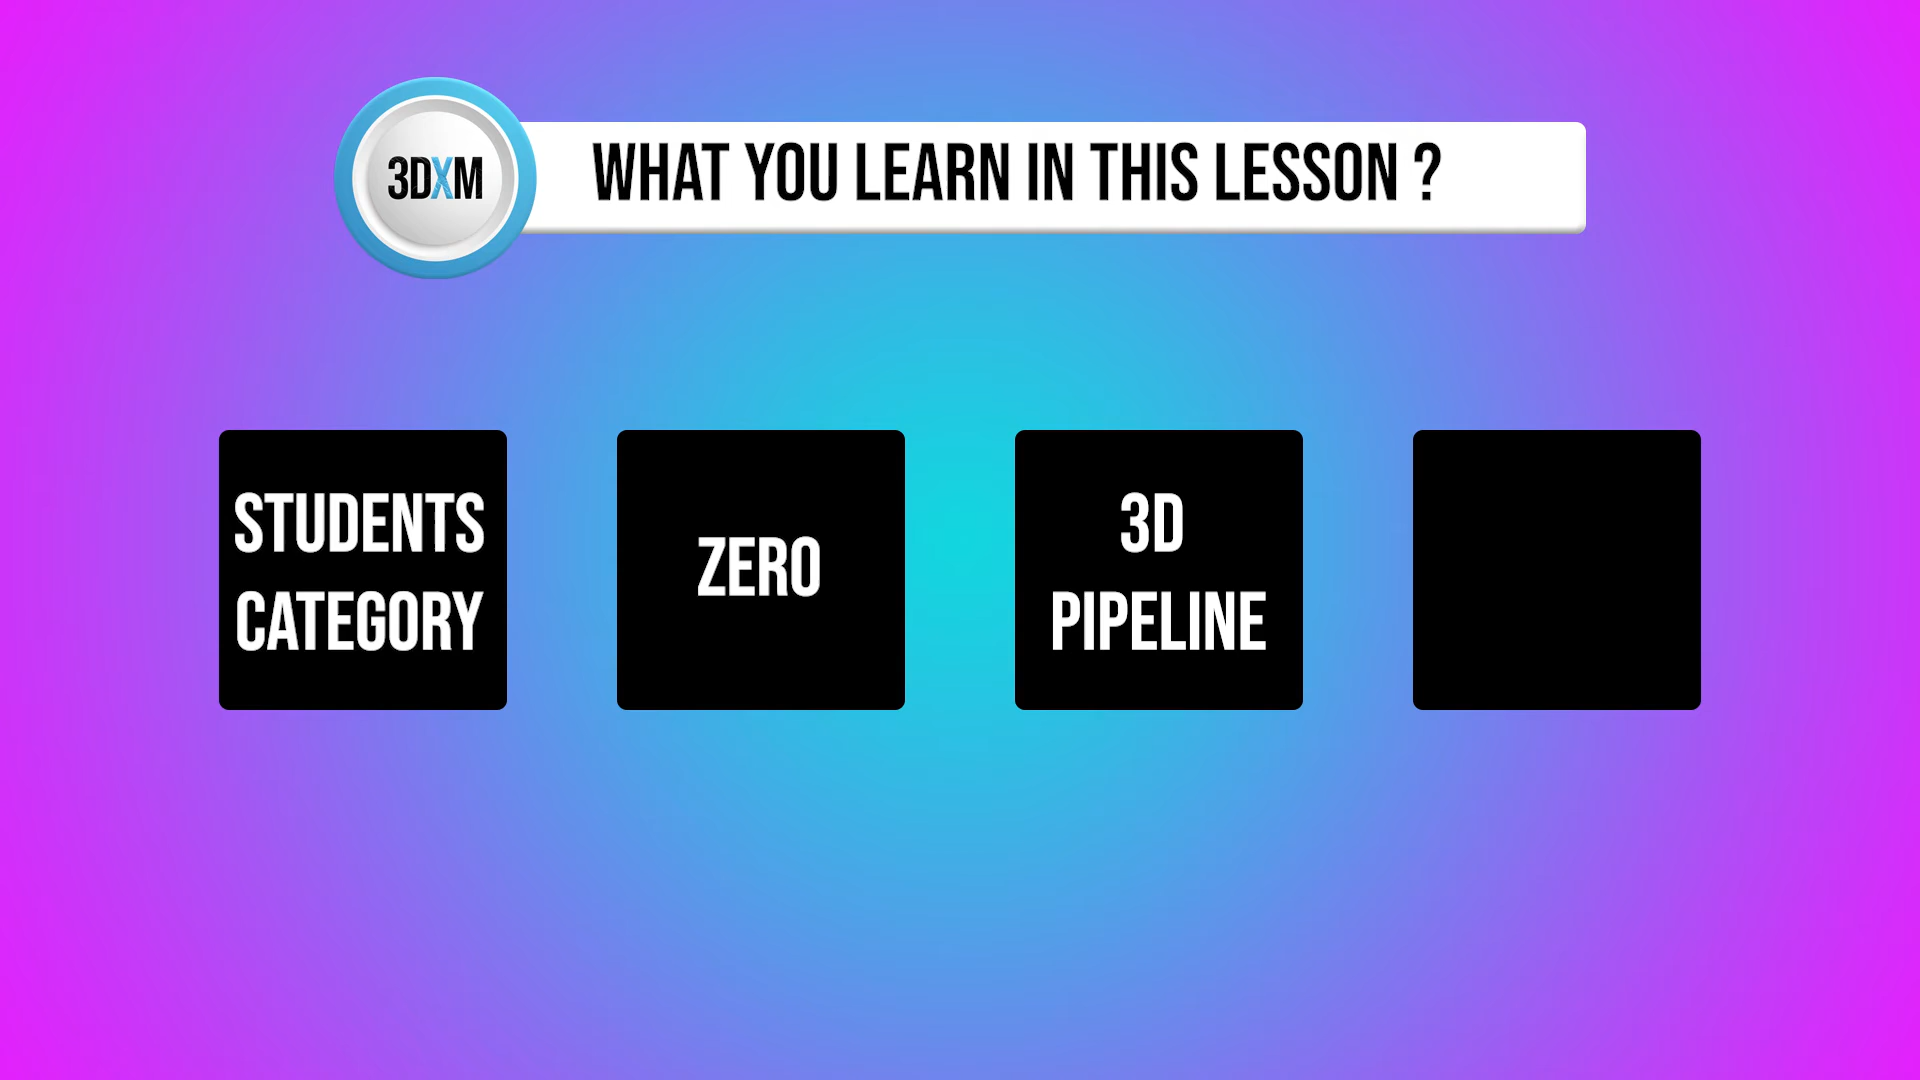 3DXM
WHAT YOU LEARN IN THIS LESSON ?
STUDENTS
CATEGORY
ZERO
3D
PIPELINE